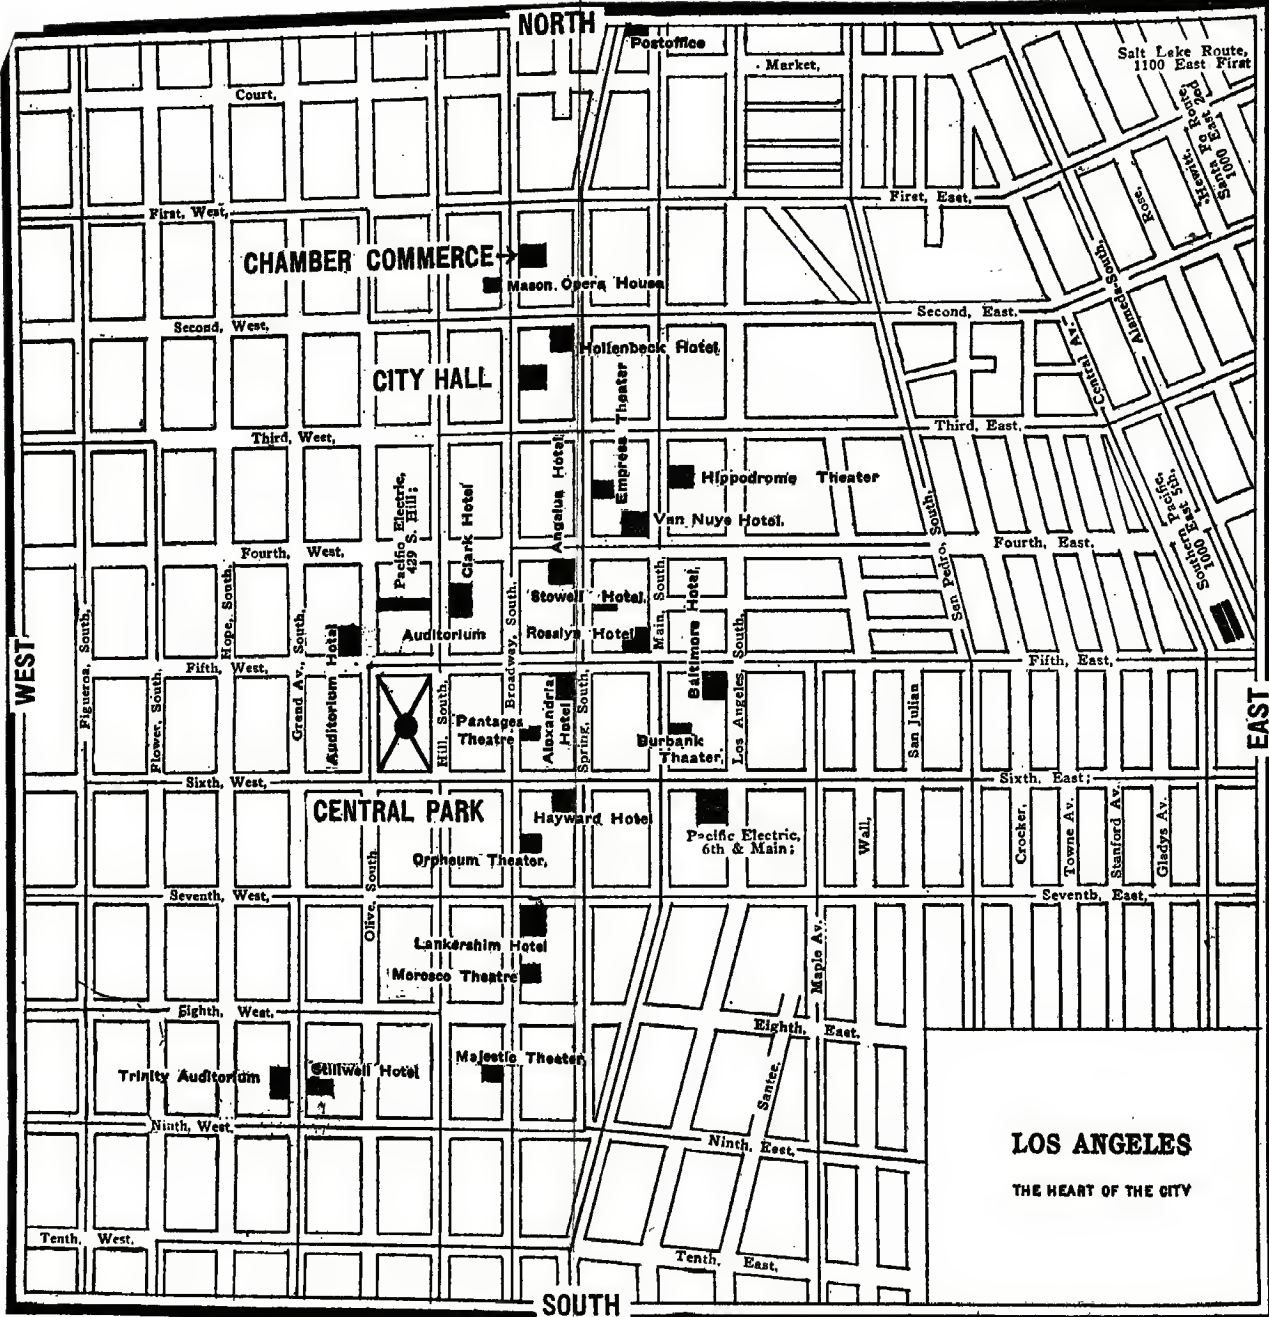 NORTH
Postoffice
Market,
Salt Lake Route,
1100 East First
Court,
Santa Fe Route,
1000 East 2nd
Hewitt,
Rose,
First, West,
First, East,
CHAMBER COMMERCE
Mason Opera House
Alameda South,
Second, West,
Second, East,
Hollenbeck Hotel,
CITY HALL
Central Av.
Empress Theater
Third, West,
Third, East,
Angelus Hotel
Hippodrome Theater
Pacific Electric,
429 S. Hill;
Clark Hotel
Van Nuys Hotel.
San Pedro, South,
Southern Pacific,
1000 East 5th,
Fourth, West,
Fourth, East,
Stowell Hotel,
Main, South,
Baltimore Hotel,
Hope, South,
Figueroa, South,
Grand Av., South,
Auditorium Hotel
Auditorium
Broadway, South,
Rosslyn Hotel
Los Angeles, South,
WEST
Fifth, West,
Fifth, East,
Flower, South,
Hill, South,
Pantages
Theatre
Alexandria
Hotel
Spring, South,
Burbank
Theater,
San Julian
EAST
Sixth, West,
Sixth, East;
CENTRAL PARK
Hayward Hotel
Pacific Electric,
6th & Main;
Wall,
Crocker,
Towne Av.
Stanford Av.
Gladys Av.
Orpheum Theater,
Olive, South
Seventh, West,
Seventh, East,
Lankershim Hotel
Maple Av.
Morosco Theatre
Eighth, West,
Eighth, East,
Majestic Theater
Trinity Auditorium
Stillwell Hotel
Santee,
Ninth, West,
Ninth, East,
LOS ANGELES
THE HEART OF THE CITY
Tenth, West,
Tenth, East,
SOUTH